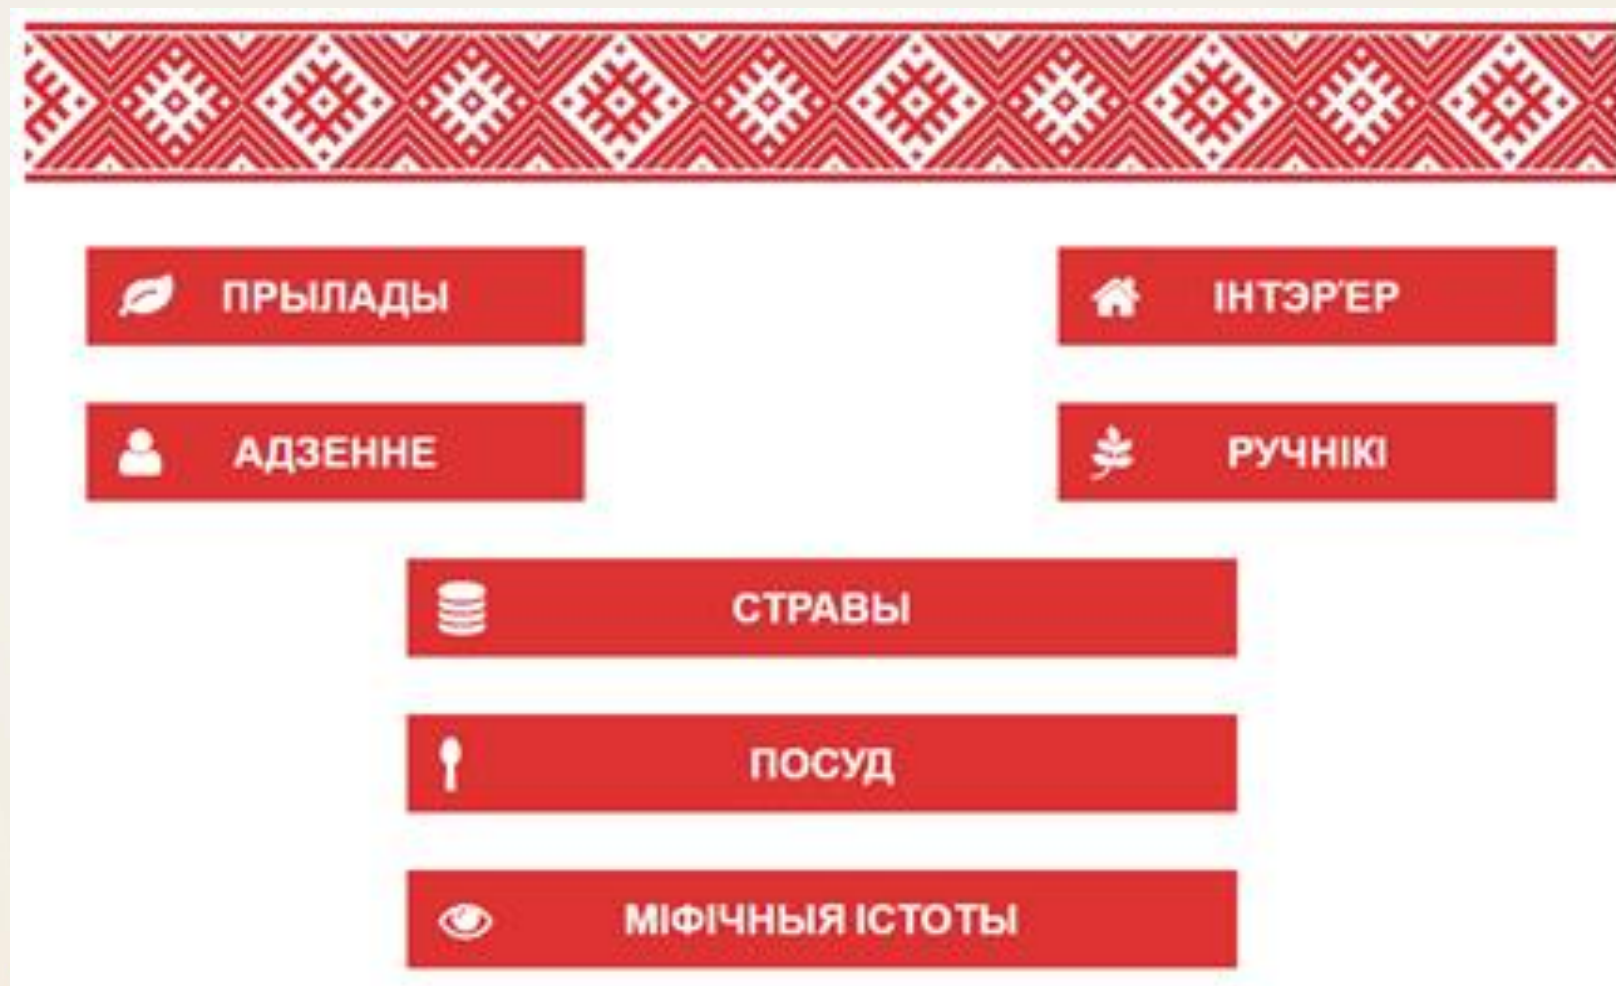 ПРЫЛАДЫ
ІНТЭР'ЕР
АДЗЕННЕ
РУЧНІКІ
СТРАВЫ
ПОСУД
МІФІЧНЫЯ ІСТОТЫ